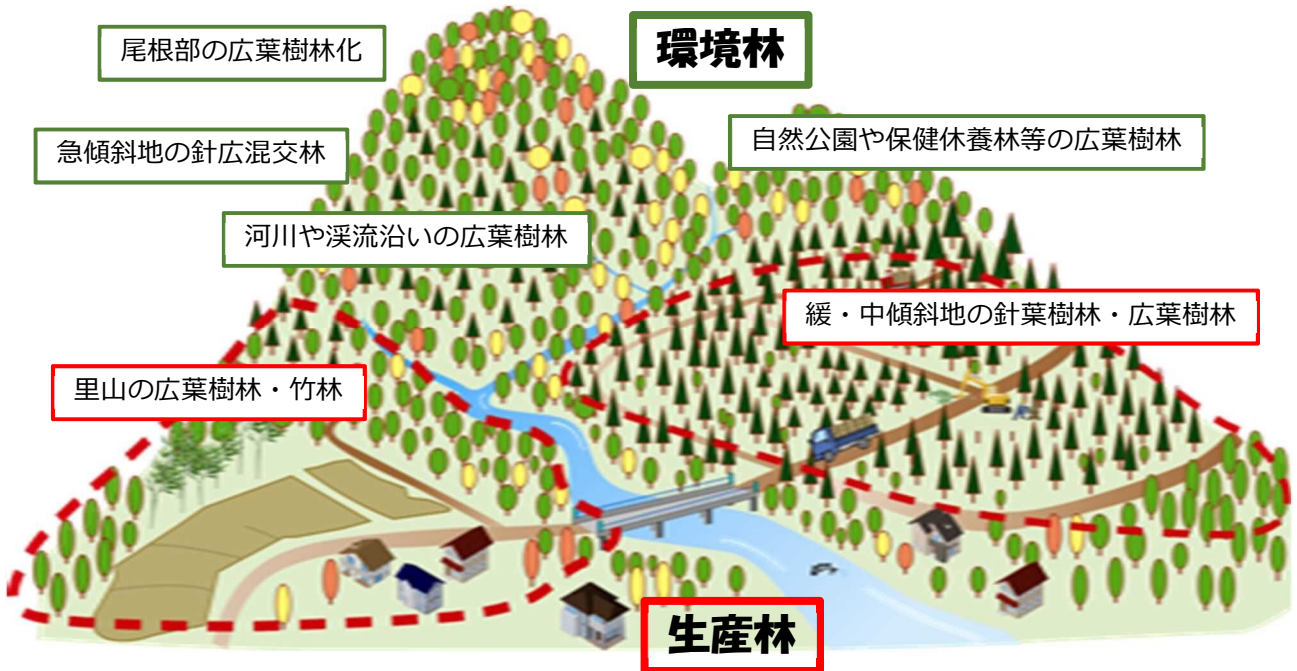 環境林
尾根部の広葉樹林化
急傾斜地の針広混交林
自然公園や保健休養林等の広葉樹林
河川や渓流沿いの広葉樹林
緩・中傾斜地の針葉樹林・広葉樹林
里山の広葉樹林・竹林
生産林